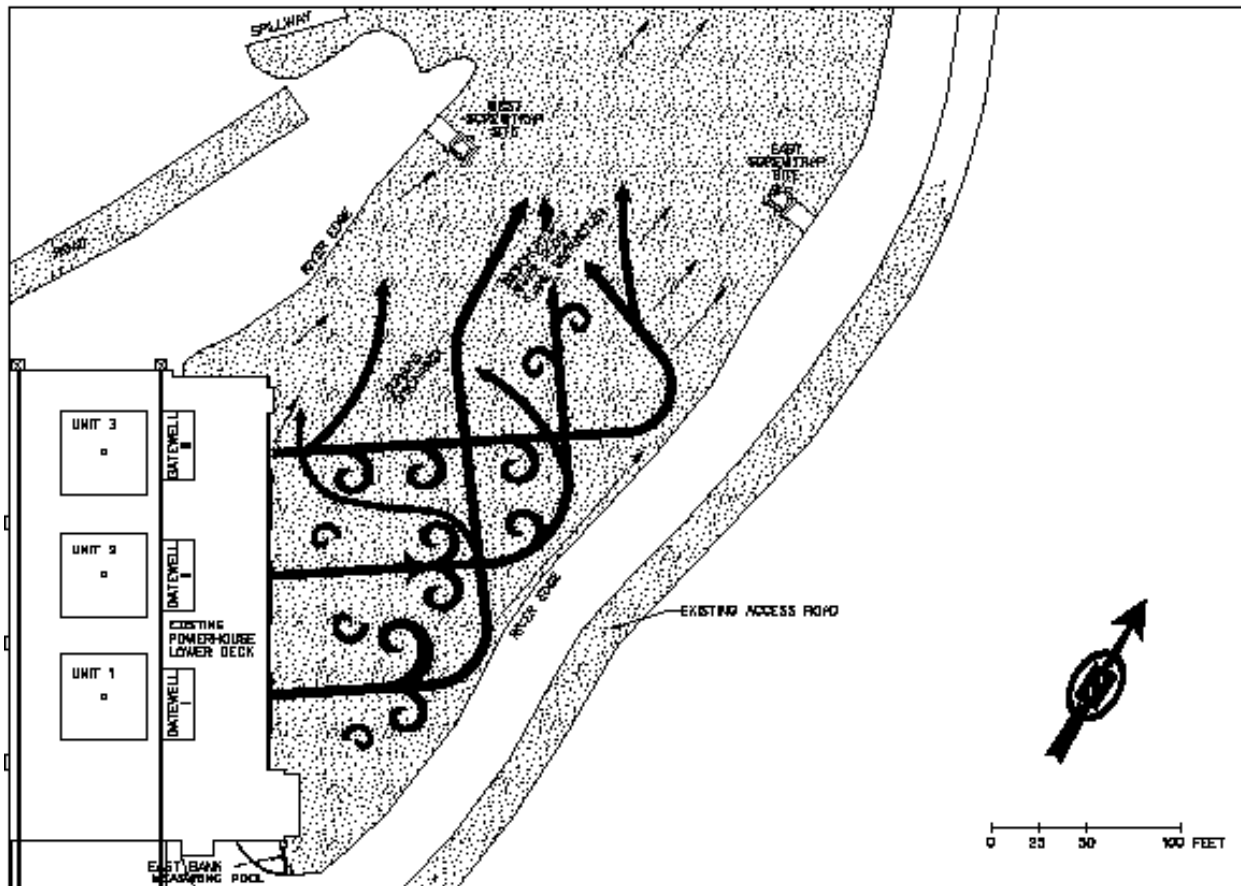 SPILLWAY
WEST
SCREWTRAP
SITE
EAST
SCREWTRAP
SITE
ROAD
RIVER EDGE
UNIT 3
GATEWELL
UNIT 2
GATEWELL
EXISTING
POWERHOUSE
LOWER DECK
UNIT 1
GATEWELL
RIVER EDGE
EXISTING ACCESS ROAD
0 25 50 100 FEET
EAST BANK
MEASURING POOL